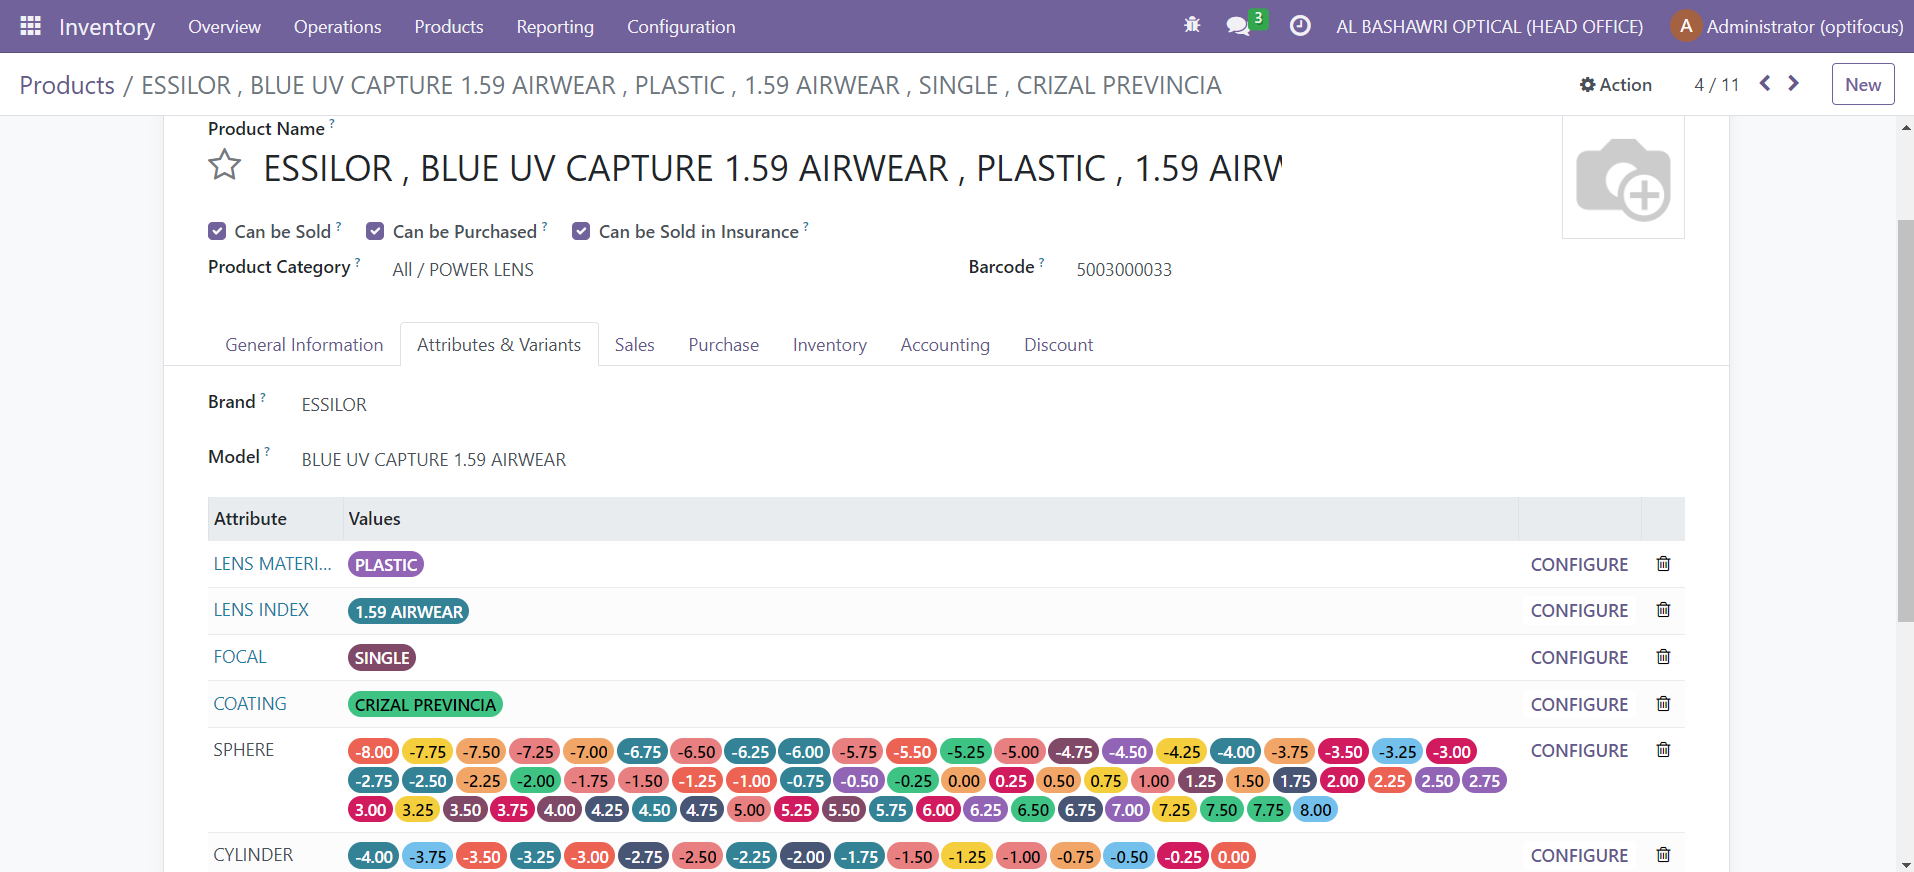 Inventory Overview Operations Products Reporting Configuration 3 AL BASHAWRI OPTICAL (HEAD OFFICE) A Administrator (optifocus)
Products / ESSILOR , BLUE UV CAPTURE 1.59 AIRWEAR , PLASTIC , 1.59 AIRWEAR , SINGLE , CRIZAL PREVINCIA Action 4 / 11 New
Product Name ?
ESSILOR , BLUE UV CAPTURE 1.59 AIRWEAR , PLASTIC , 1.59 AIRW
Can be Sold ? Can be Purchased ? Can be Sold in Insurance ?
Product Category ? All / POWER LENS Barcode ? 5003000033
General Information Attributes & Variants Sales Purchase Inventory Accounting Discount
Brand ? ESSILOR
Model ? BLUE UV CAPTURE 1.59 AIRWEAR
Attribute Values
LENS MATERI... PLASTIC CONFIGURE
LENS INDEX 1.59 AIRWEAR CONFIGURE
FOCAL SINGLE CONFIGURE
COATING CRIZAL PREVINCIA CONFIGURE
SPHERE -8.00 -7.75 -7.50 -7.25 -7.00 -6.75 -6.50 -6.25 -6.00 -5.75 -5.50 -5.25 -5.00 -4.75 -4.50 -4.25 -4.00 -3.75 -3.50 -3.25 -3.00 CONFIGURE
-2.75 -2.50 -2.25 -2.00 -1.75 -1.50 -1.25 -1.00 -0.75 -0.50 -0.25 0.00 0.25 0.50 0.75 1.00 1.25 1.50 1.75 2.00 2.25 2.50 2.75
3.00 3.25 3.50 3.75 4.00 4.25 4.50 4.75 5.00 5.25 5.50 5.75 6.00 6.25 6.50 6.75 7.00 7.25 7.50 7.75 8.00
CYLINDER -4.00 -3.75 -3.50 -3.25 -3.00 -2.75 -2.50 -2.25 -2.00 -1.75 -1.50 -1.25 -1.00 -0.75 -0.50 -0.25 0.00 CONFIGURE